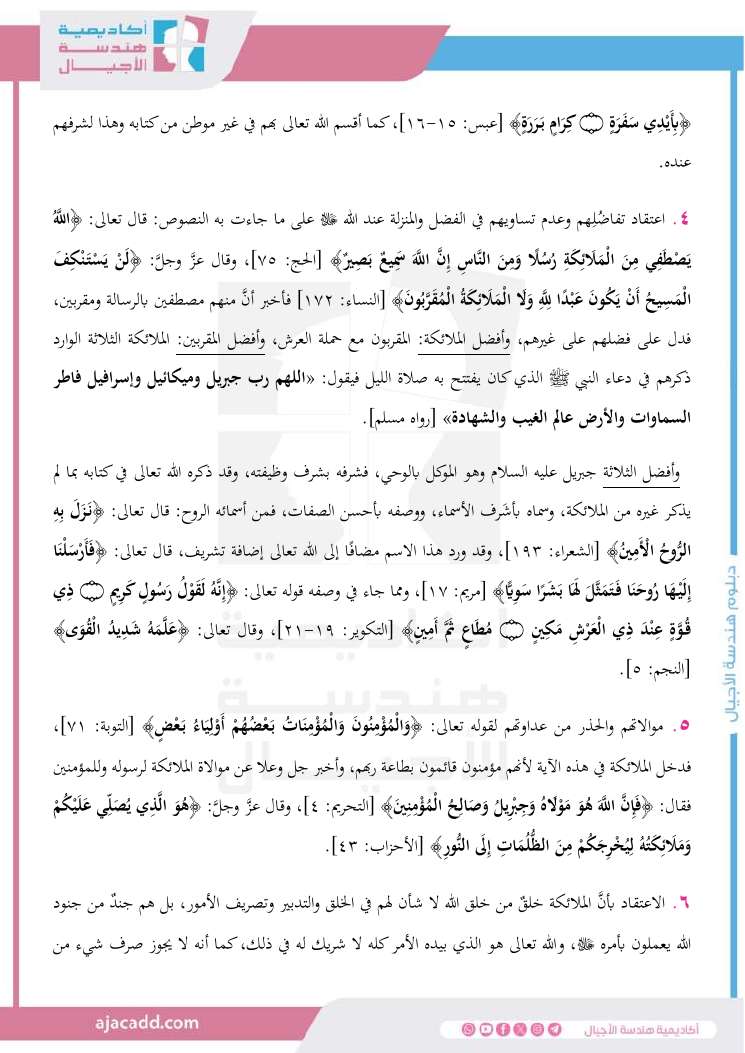 أكاديمية
هندسة
الأجيال
﴿بِأَيْدِي سَفَرَةٍ ۝ كِرَامٍ بَرَرَةٍ﴾ [عبس: ١٥-١٦]، كما أقسم الله تعالى بهم في غير موطن من كتابه وهذا لشرفهم
عنده.
٤. اعتقاد تفاضُلِهم وعدم تساويهم في الفضل والمنزلة عند الله ﷻ على ما جاءت به النصوص: قال تعالى: ﴿اللَّهُ
يَصْطَفِي مِنَ الْمَلَائِكَةِ رُسُلًا وَمِنَ النَّاسِ إِنَّ اللَّهَ سَمِيعٌ بَصِيرٌ﴾ [الحج: ٧٥]، وقال عزَّ وجلَّ: ﴿لَنْ يَسْتَنْكِفَ
الْمَسِيحُ أَنْ يَكُونَ عَبْدًا لِلَّهِ وَلَا الْمَلَائِكَةُ الْمُقَرَّبُونَ﴾ [النساء: ١٧٢] فأخبر أنَّ منهم مصطفين بالرسالة ومقربين،
فدل على فضلهم على غيرهم، وأفضل الملائكة: المقربون مع حملة العرش، وأفضل المقربين: الملائكة الثلاثة الوارد
ذكرهم في دعاء النبي ﷺ الذي كان يفتتح به صلاة الليل فيقول: «اللهم رب جبريل وميكائيل وإسرافيل فاطر
السماوات والأرض عالم الغيب والشهادة» [رواه مسلم].
وأفضل الثلاثة جبريل عليه السلام وهو الموكل بالوحي، فشرفه بشرف وظيفته، وقد ذكره الله تعالى في كتابه بما لم
يذكر غيره من الملائكة، وسماه بأشَرف الأسماء، ووصفه بأحسن الصفات، فمن أسمائه الروح: قال تعالى: ﴿نَزَلَ بِهِ
الرُّوحُ الْأَمِينُ﴾ [الشعراء: ١٩٣]، وقد ورد هذا الاسم مضافًا إلى الله تعالى إضافة تشريف، قال تعالى: ﴿فَأَرْسَلْنَا
إِلَيْهَا رُوحَنَا فَتَمَثَّلَ لَهَا بَشَرًا سَوِيًّا﴾ [مريم: ١٧]، ومما جاء في وصفه قوله تعالى: ﴿إِنَّهُ لَقَوْلُ رَسُولٍ كَرِيمٍ ۝ ذِي
قُوَّةٍ عِنْدَ ذِي الْعَرْشِ مَكِينٍ ۝ مُطَاعٍ ثَمَّ أَمِينٍ﴾ [التكوير: ١٩-٢١]، وقال تعالى: ﴿عَلَّمَهُ شَدِيدُ الْقُوَى﴾
[النجم: ٥].
٥. موالاتهم والحذر من عداوتهم لقوله تعالى: ﴿وَالْمُؤْمِنُونَ وَالْمُؤْمِنَاتُ بَعْضُهُمْ أَوْلِيَاءُ بَعْضٍ﴾ [التوبة: ٧١]،
فدخل الملائكة في هذه الآية لأنهم مؤمنون قائمون بطاعة ربهم، وأخبر جل وعلا عن موالاة الملائكة لرسوله وللمؤمنين
فقال: ﴿فَإِنَّ اللَّهَ هُوَ مَوْلَاهُ وَجِبْرِيلُ وَصَالِحُ الْمُؤْمِنِينَ﴾ [التحريم: ٤]، وقال عزَّ وجلَّ: ﴿هُوَ الَّذِي يُصَلِّي عَلَيْكُمْ
وَمَلَائِكَتُهُ لِيُخْرِجَكُمْ مِنَ الظُّلُمَاتِ إِلَى النُّورِ﴾ [الأحزاب: ٤٣].
٦. الاعتقاد بأنَّ الملائكة خلقٌ من خلق الله لا شأن لهم في الخلق والتدبير وتصريف الأمور، بل هم جندٌ من جنود
الله يعملون بأمره ﷻ، والله تعالى هو الذي بيده الأمر كله لا شريك له في ذلك، كما أنه لا يجوز صرف شيء من
دبلوم هندسة الأجيال
أكاديمية
هندسة
الأجيال
أكاديمية هندسة الأجيال
ajacadd.com